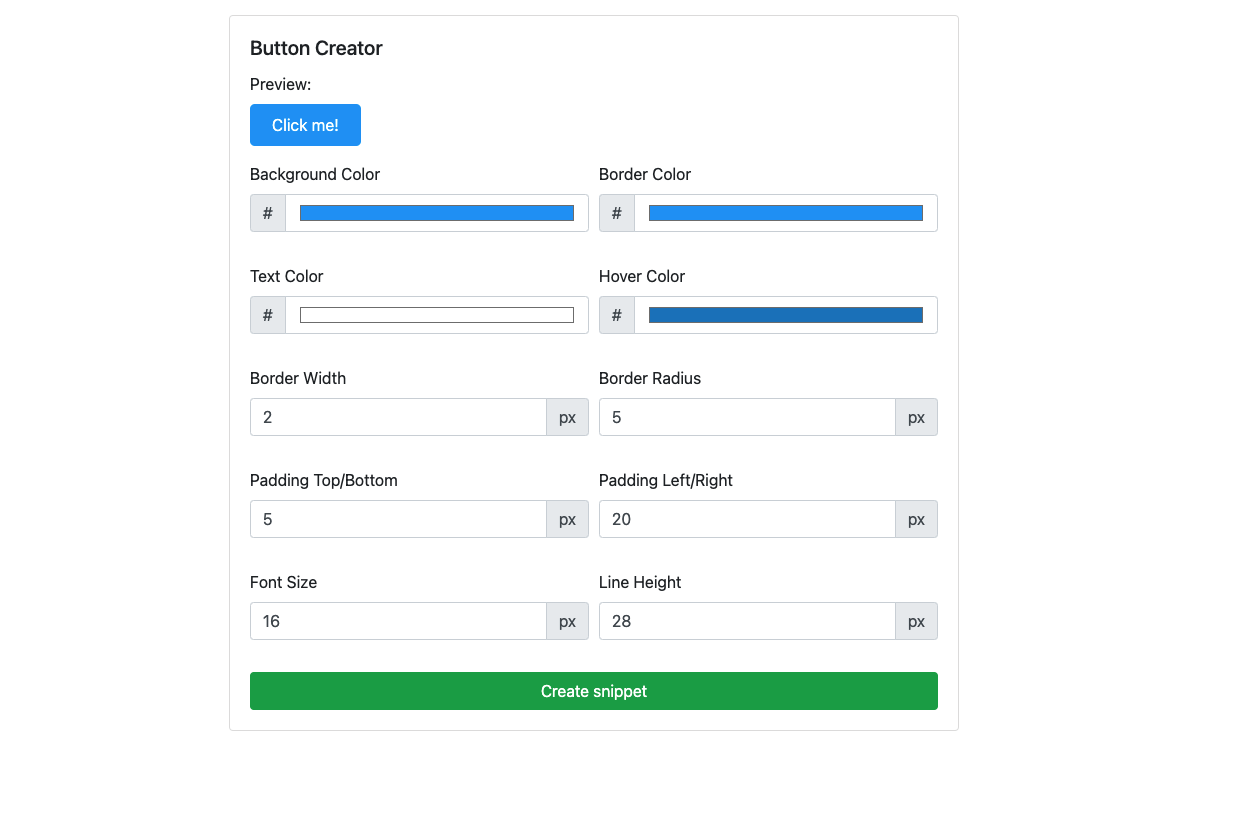 Button Creator
Preview:
Click me!
Background Color Border Color
# #
Text Color Hover Color
# #
Border Width Border Radius
2 px 5 px
Padding Top/Bottom Padding Left/Right
5 px 20 px
Font Size Line Height
16 px 28 px
Create snippet